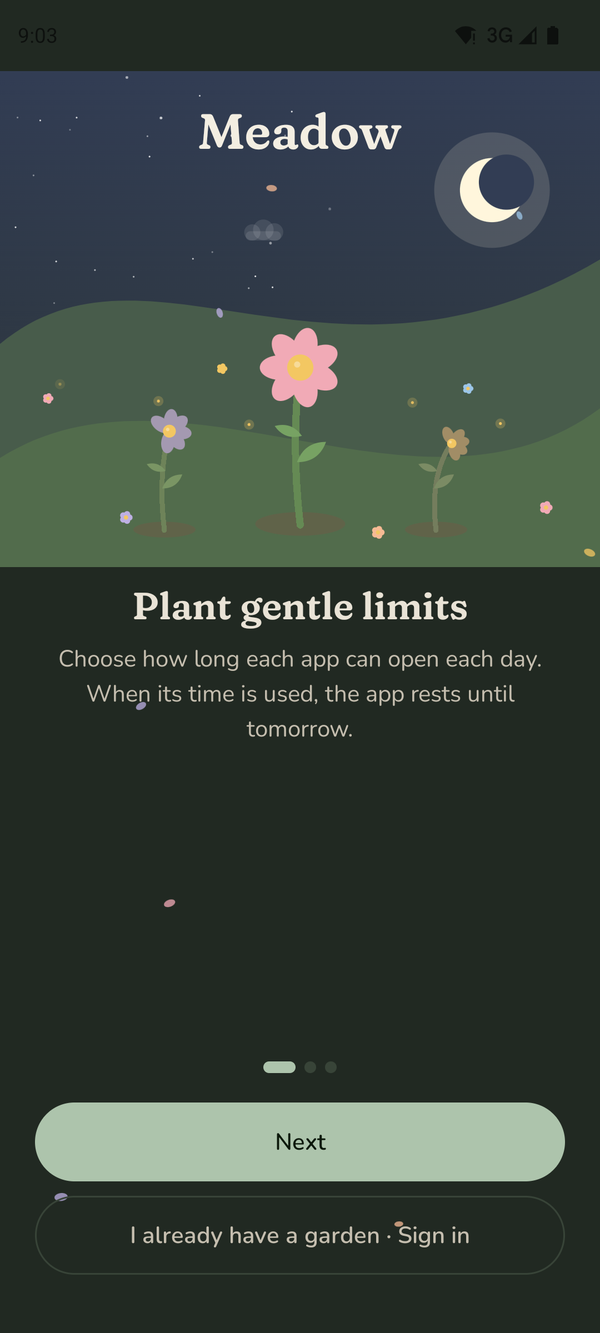 9:03
3G
Meadow
Plant gentle limits
Choose how long each app can open each day.
When its time is used, the app rests until
tomorrow.
Next
I already have a garden · Sign in